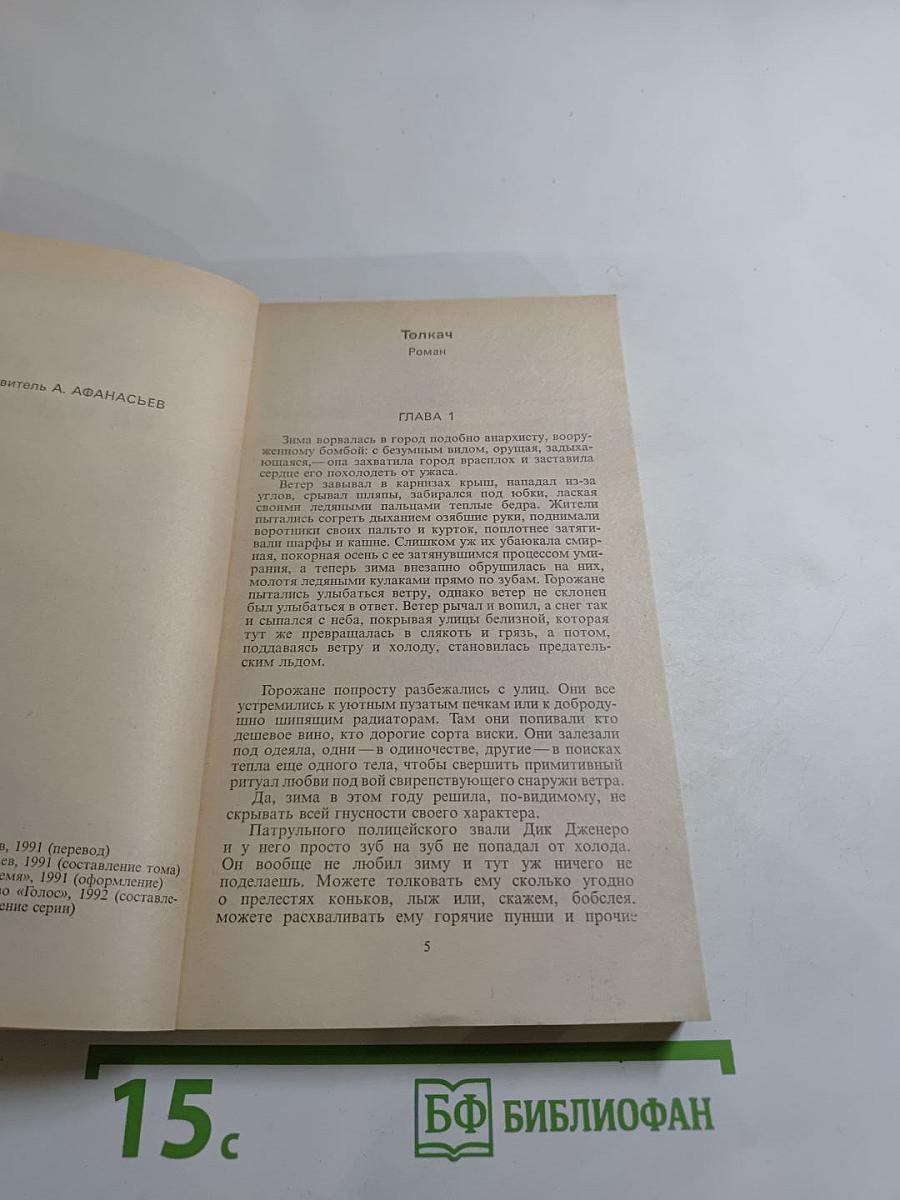 витель А. АФАНАСЬЕВ
в, 1991 (перевод)
ев, 1991 (составление тома)
емя», 1991 (оформление)
во «Голос», 1992 (составле-
ление серии)
Толкач
Роман
ГЛАВА 1
Зима ворвалась в город подобно анархисту, воору-
женному бомбой: с безумным видом, орущая, задыха-
ющаяся,— она захватила город врасплох и заставила
сердце его похолодеть от ужаса.
Ветер завывал в карнизах крыш, нападал из-за
углов, срывал шляпы, забирался под юбки, лаская
своими ледяными пальцами теплые бедра. Жители
пытались согреть дыханием озябшие руки, поднимали
воротники своих пальто и курток, поплотнее затяги-
вали шарфы и кашне. Слишком уж их убаюкала смир-
ная, покорная осень с ее затянувшимся процессом уми-
рания, а теперь зима внезапно обрушилась на них,
молотя ледяными кулаками прямо по зубам. Горожане
пытались улыбаться ветру, однако ветер не склонен
был улыбаться в ответ. Ветер рычал и вопил, а снег так
и сыпался с неба, покрывая улицы белизной, которая
тут же превращалась в слякоть и грязь, а потом,
поддаваясь ветру и холоду, становилась предатель-
ским льдом.
Горожане попросту разбежались с улиц. Они все
устремились к уютным пузатым печкам или к доброду-
шно шипящим радиаторам. Там они попивали кто
дешевое вино, кто дорогие сорта виски. Они залезали
под одеяла, одни — в одиночестве, другие — в поисках
тепла еще одного тела, чтобы свершить примитивный
ритуал любви под вой свирепствующего снаружи ветра.
Да, зима в этом году решила, по-видимому, не
скрывать всей гнусности своего характера.
Патрульного полицейского звали Дик Дженеро
и у него просто зуб на зуб не попадал от холода.
Он вообще не любил зиму и тут уж ничего не
поделаешь. Можете толковать ему сколько угодно
о прелестях коньков, лыж или, скажем, бобслея.
можете расхваливать ему горячие пунши и прочие
5
15 с
БФ БИБЛИОФАН